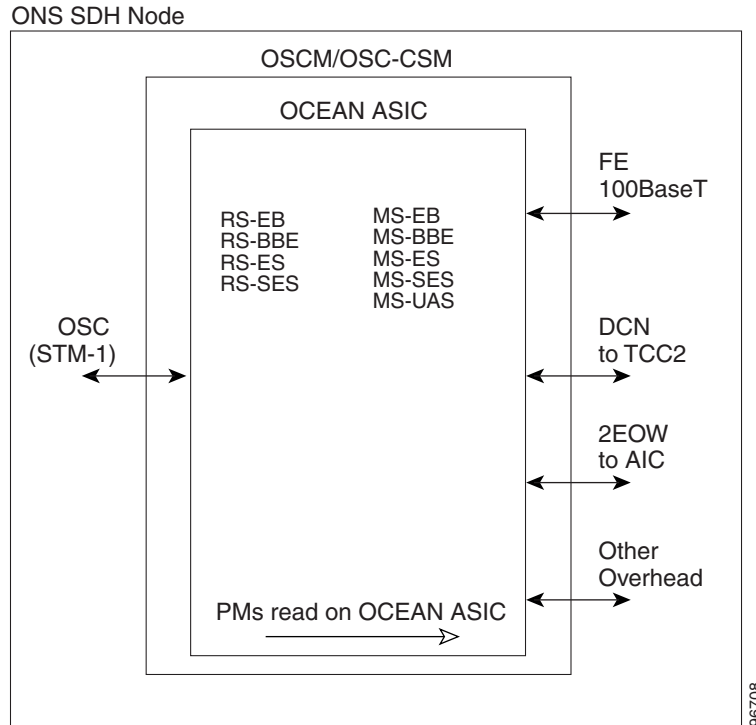 ONS SDH Node
OSCM/OSC-CSM
OCEAN ASIC
FE
100BaseT
RS-EB
RS-BBE
RS-ES
RS-SES
MS-EB
MS-BBE
MS-ES
MS-SES
MS-UAS
OSC
(STM-1)
DCN
to TCC2
2EOW
to AIC
Other
Overhead
PMs read on OCEAN ASIC